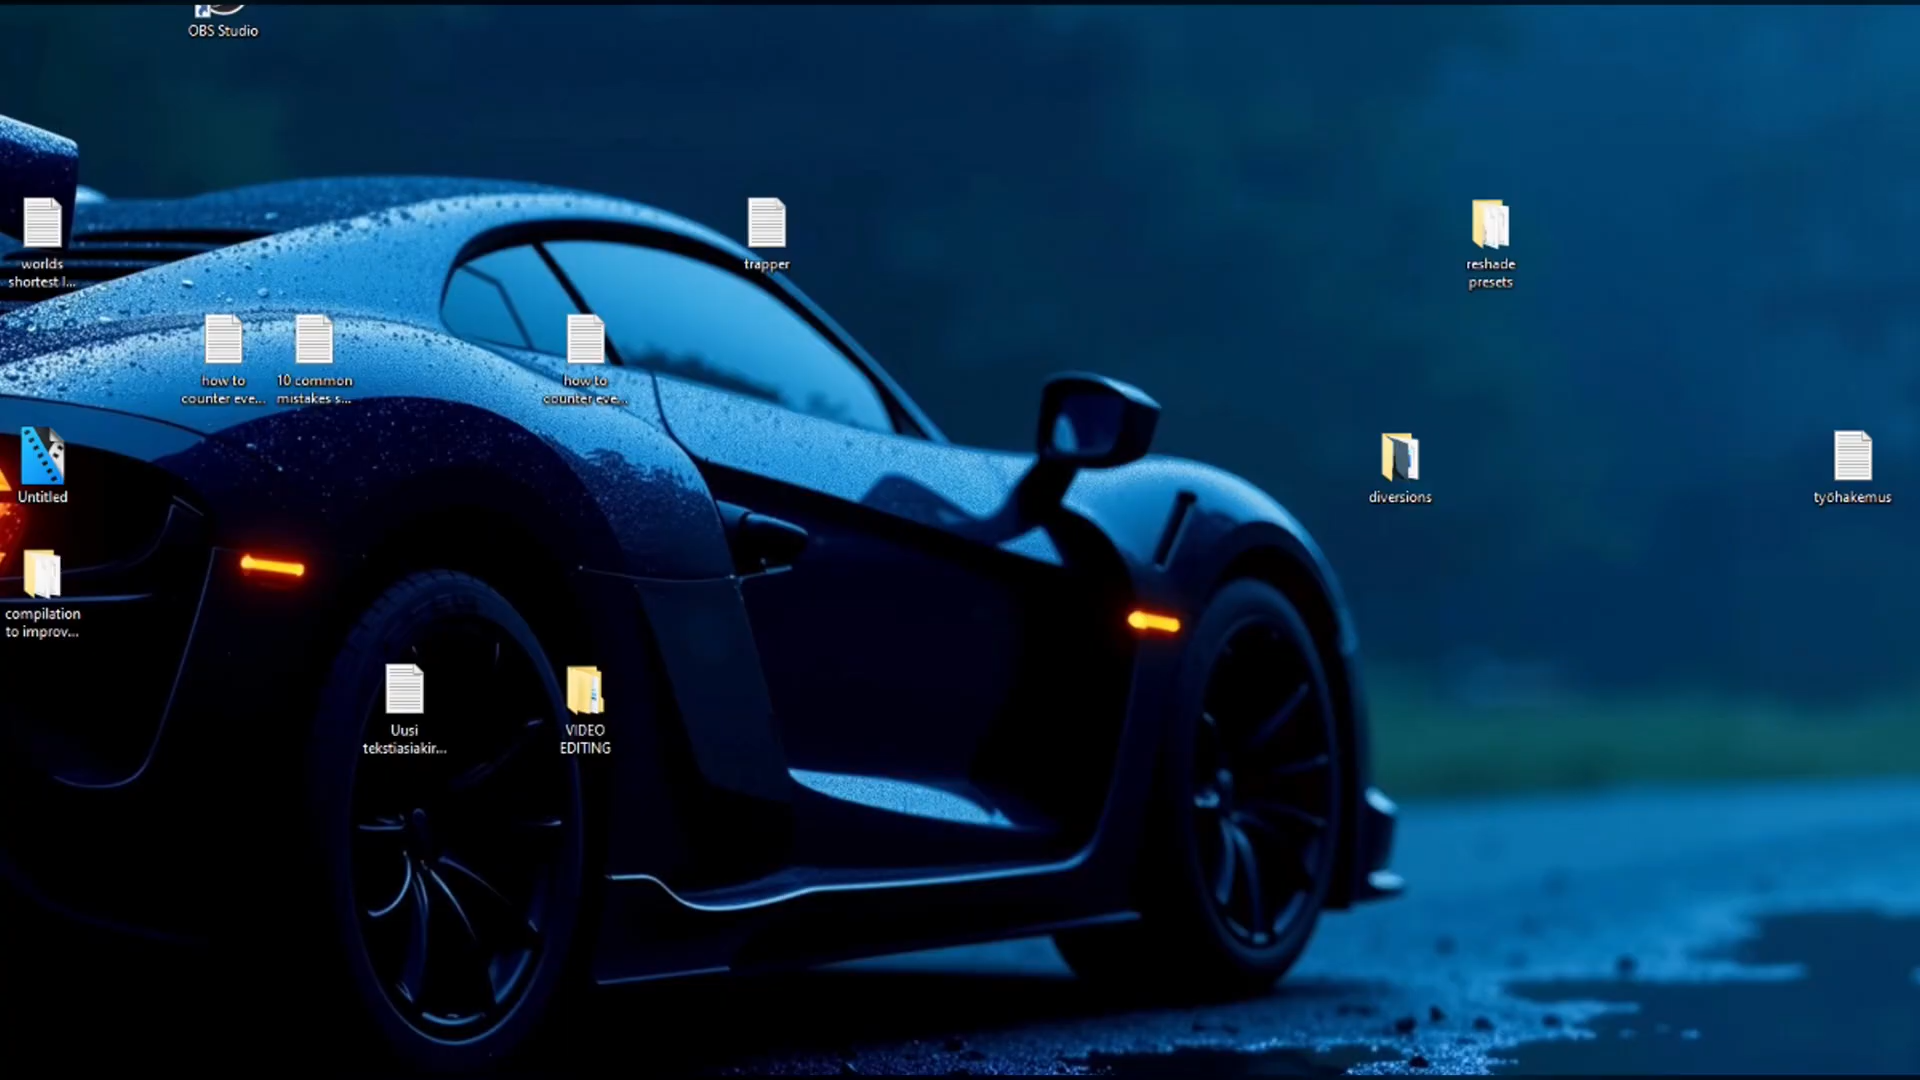 OBS Studio
worlds
shortest l...
trapper
reshade
presets
how to
counter eve...
10 common
mistakes s...
how to
counter eve...
Untitled
diversions
työhakemus
compilation
to improv...
Uusi
tekstiasiakir...
VIDEO
EDITING